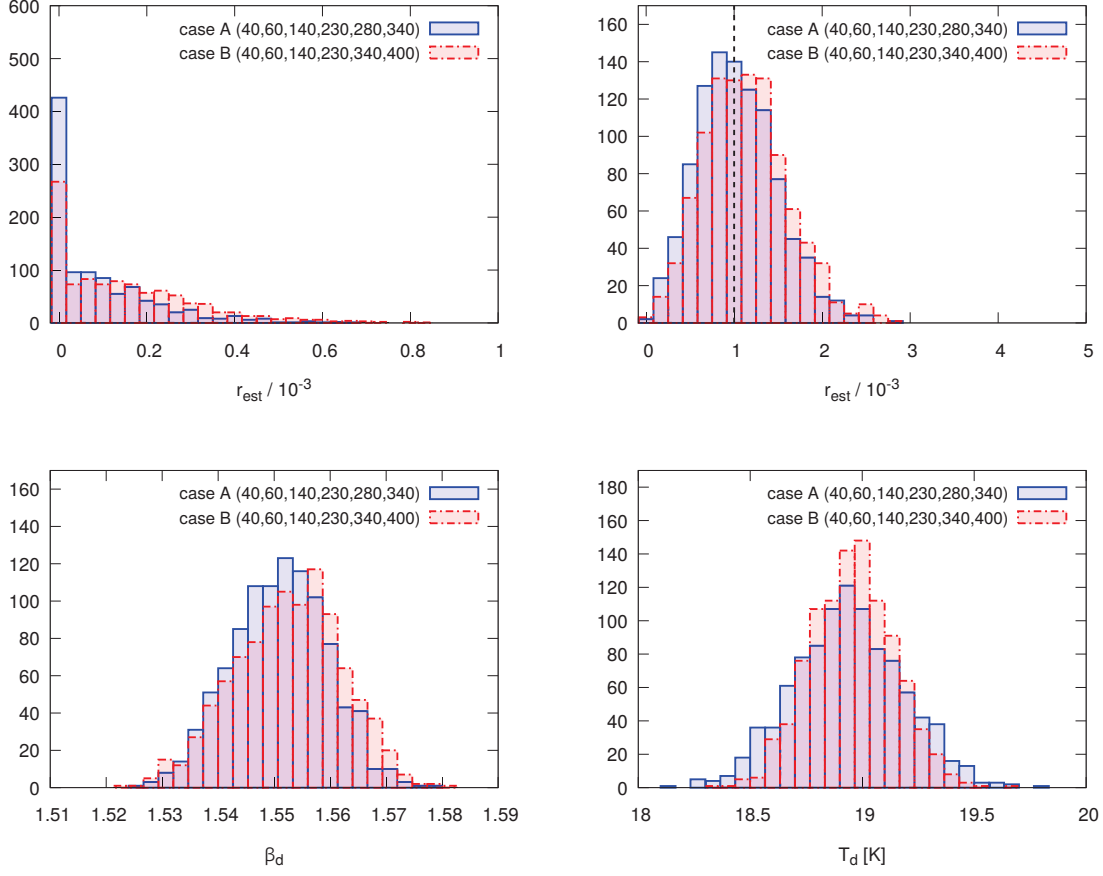 600
500
400
300
200
100
0
case A (40,60,140,230,280,340)
case B (40,60,140,230,340,400)
0 0.2 0.4 0.6 0.8 1
r_est / 10^-3
160
140
120
100
80
60
40
20
0
case A (40,60,140,230,280,340)
case B (40,60,140,230,340,400)
0 1 2 3 4 5
r_est / 10^-3
160
140
120
100
80
60
40
20
0
case A (40,60,140,230,280,340)
case B (40,60,140,230,340,400)
1.51 1.52 1.53 1.54 1.55 1.56 1.57 1.58 1.59
β_d
180
160
140
120
100
80
60
40
20
0
case A (40,60,140,230,280,340)
case B (40,60,140,230,340,400)
18 18.5 19 19.5 20
T_d [K]